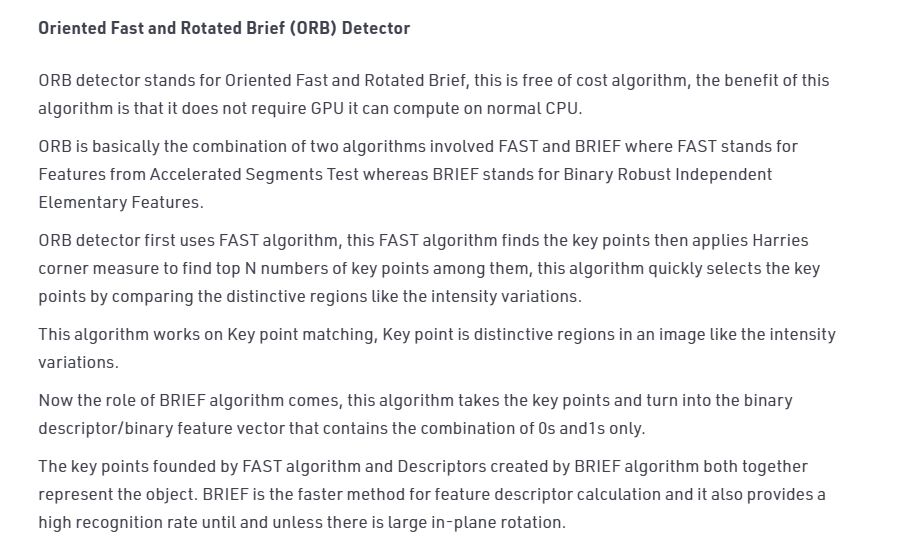 Oriented Fast and Rotated Brief (ORB) Detector
ORB detector stands for Oriented Fast and Rotated Brief, this is free of cost algorithm, the benefit of this
algorithm is that it does not require GPU it can compute on normal CPU.
ORB is basically the combination of two algorithms involved FAST and BRIEF where FAST stands for
Features from Accelerated Segments Test whereas BRIEF stands for Binary Robust Independent
Elementary Features.
ORB detector first uses FAST algorithm, this FAST algorithm finds the key points then applies Harries
corner measure to find top N numbers of key points among them, this algorithm quickly selects the key
points by comparing the distinctive regions like the intensity variations.
This algorithm works on Key point matching, Key point is distinctive regions in an image like the intensity
variations.
Now the role of BRIEF algorithm comes, this algorithm takes the key points and turn into the binary
descriptor/binary feature vector that contains the combination of 0s and1s only.
The key points founded by FAST algorithm and Descriptors created by BRIEF algorithm both together
represent the object. BRIEF is the faster method for feature descriptor calculation and it also provides a
high recognition rate until and unless there is large in-plane rotation.